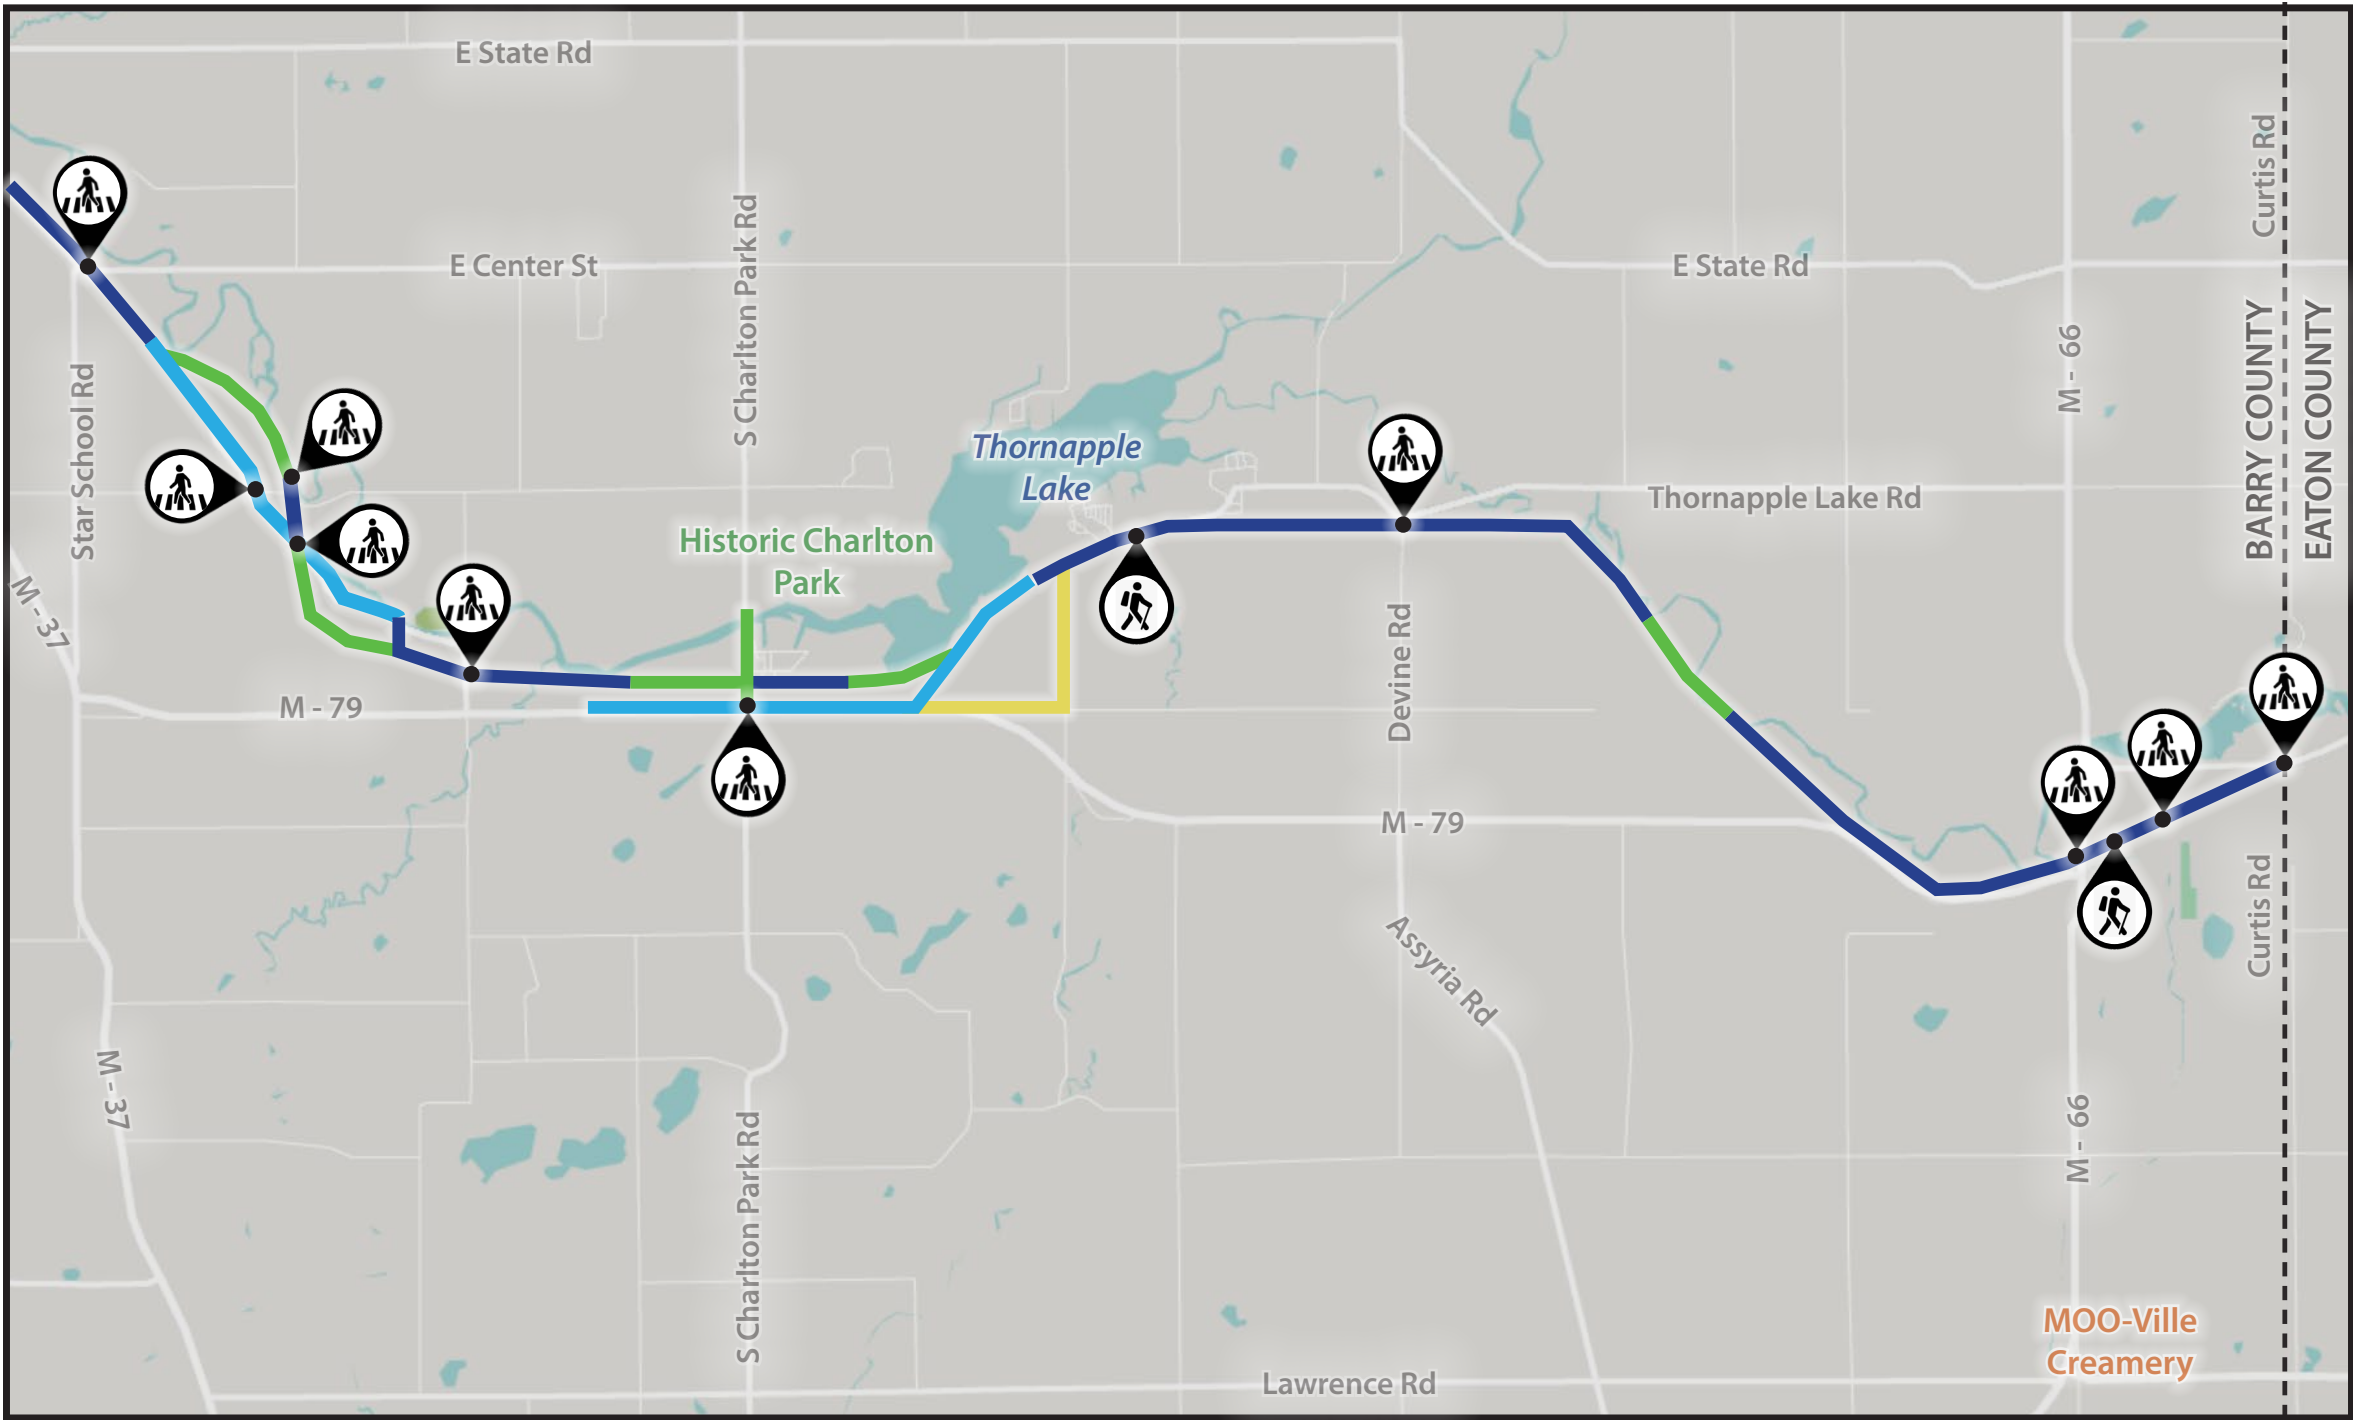 E State Rd
Curtis Rd
S Charlton Park Rd
E Center St
E State Rd
BARRY COUNTY
EATON COUNTY
M - 66
Star School Rd
Thornapple
Lake
Thornapple Lake Rd
Historic Charlton
Park
M - 37
Devine Rd
M - 79
M - 79
Curtis Rd
Assyria Rd
M - 37
M - 66
S Charlton Park Rd
MOO-Ville
Creamery
Lawrence Rd